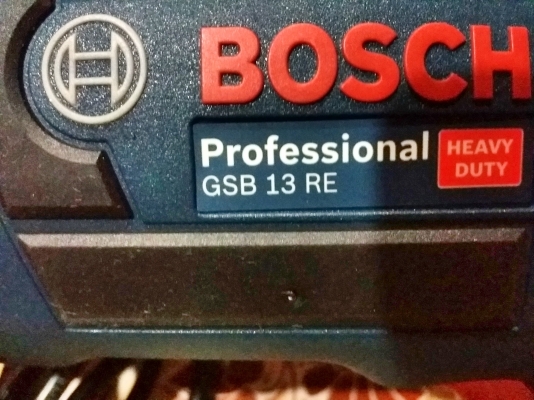 BOSCH
Professional
GSB 13 RE
HEAVY
DUTY